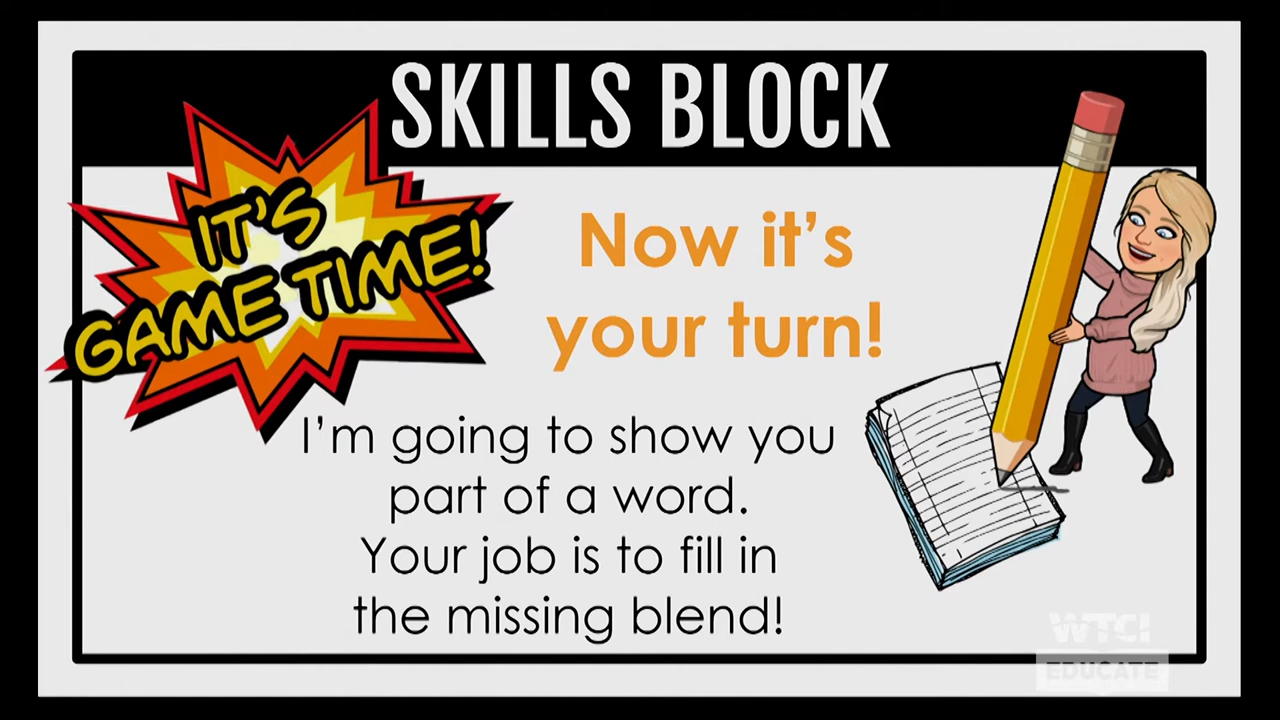 SKILLS BLOCK
IT'S
GAME TIME!
Now it's
your turn!
I'm going to show you
part of a word.
Your job is to fill in
the missing blend!
WTCI
EDUCATE